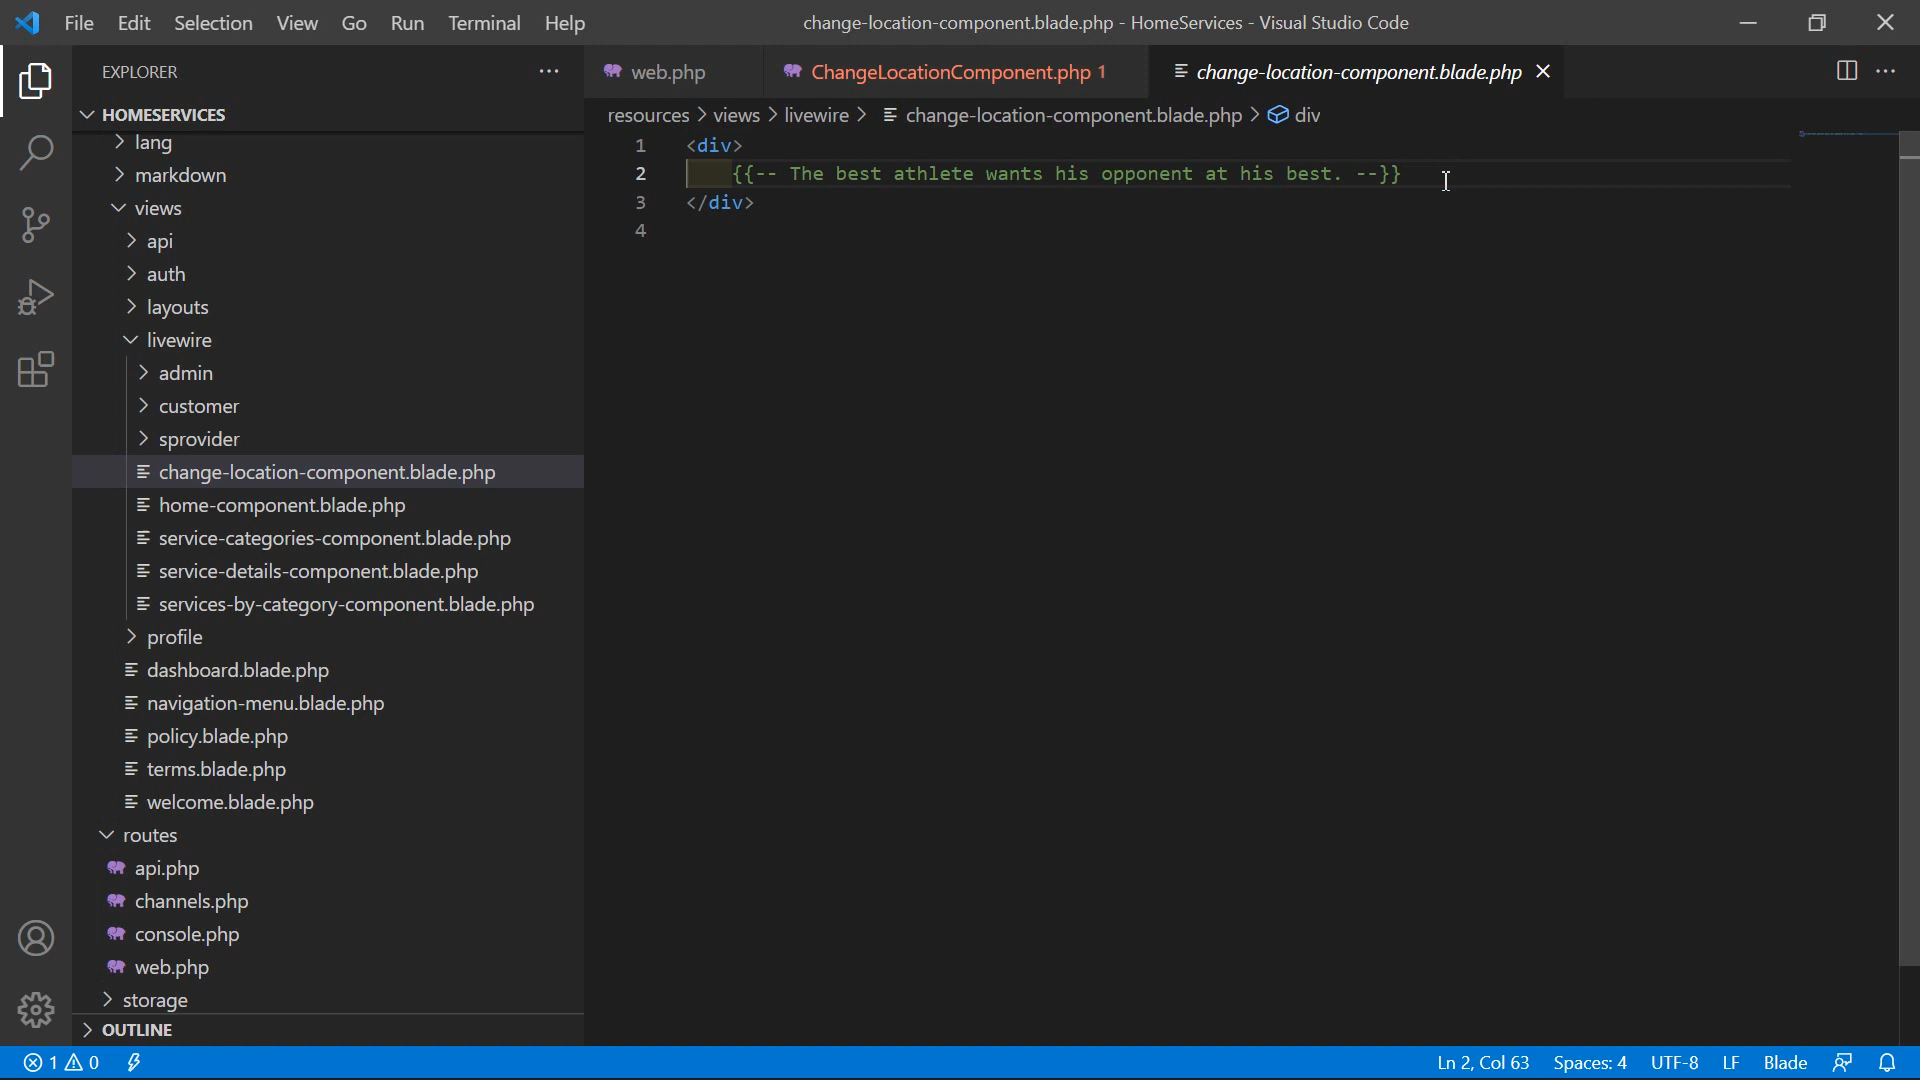 File Edit Selection View Go Run Terminal Help
change-location-component.blade.php - HomeServices - Visual Studio Code
EXPLORER
HOMESERVICES
lang
markdown
views
api
auth
layouts
livewire
admin
customer
sprovider
change-location-component.blade.php
home-component.blade.php
service-categories-component.blade.php
service-details-component.blade.php
services-by-category-component.blade.php
profile
dashboard.blade.php
navigation-menu.blade.php
policy.blade.php
terms.blade.php
welcome.blade.php
routes
api.php
channels.php
console.php
web.php
storage
OUTLINE
web.php ChangeLocationComponent.php 1 change-location-component.blade.php
resources > views > livewire > change-location-component.blade.php > div
1 <div>
2 {{-- The best athlete wants his opponent at his best. --}}
3 </div>
4
1 0 Ln 2, Col 63 Spaces: 4 UTF-8 LF Blade